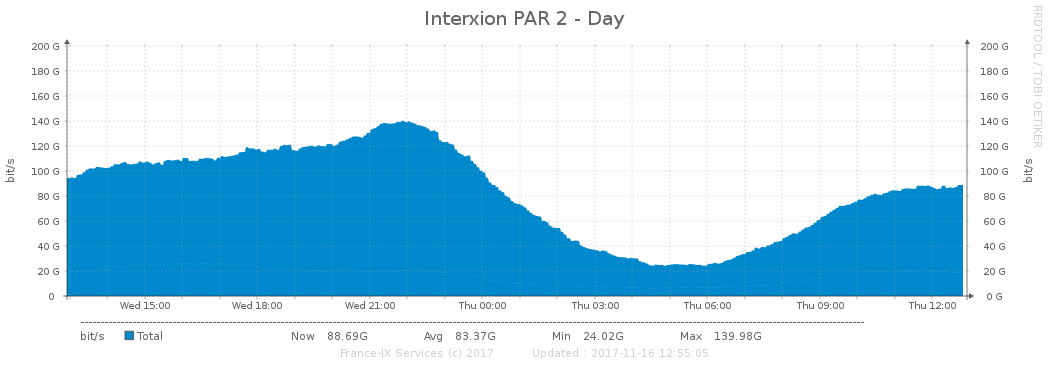 Interxion PAR 2 - Day
RRDTOOL / TOBI OETIKER
200 G 200 G
180 G 180 G
160 G 160 G
140 G 140 G
120 G 120 G
100 G 100 G
80 G 80 G
60 G 60 G
40 G 40 G
20 G 20 G
0 0 G
bit/s
bit/s
Wed 15:00 Wed 18:00 Wed 21:00 Thu 00:00 Thu 03:00 Thu 06:00 Thu 09:00 Thu 12:00
bit/s Total Now 88.69G Avg 83.37G Min 24.02G Max 139.98G
France-IX Services (c) 2017 Updated : 2017-11-16 12:55:05